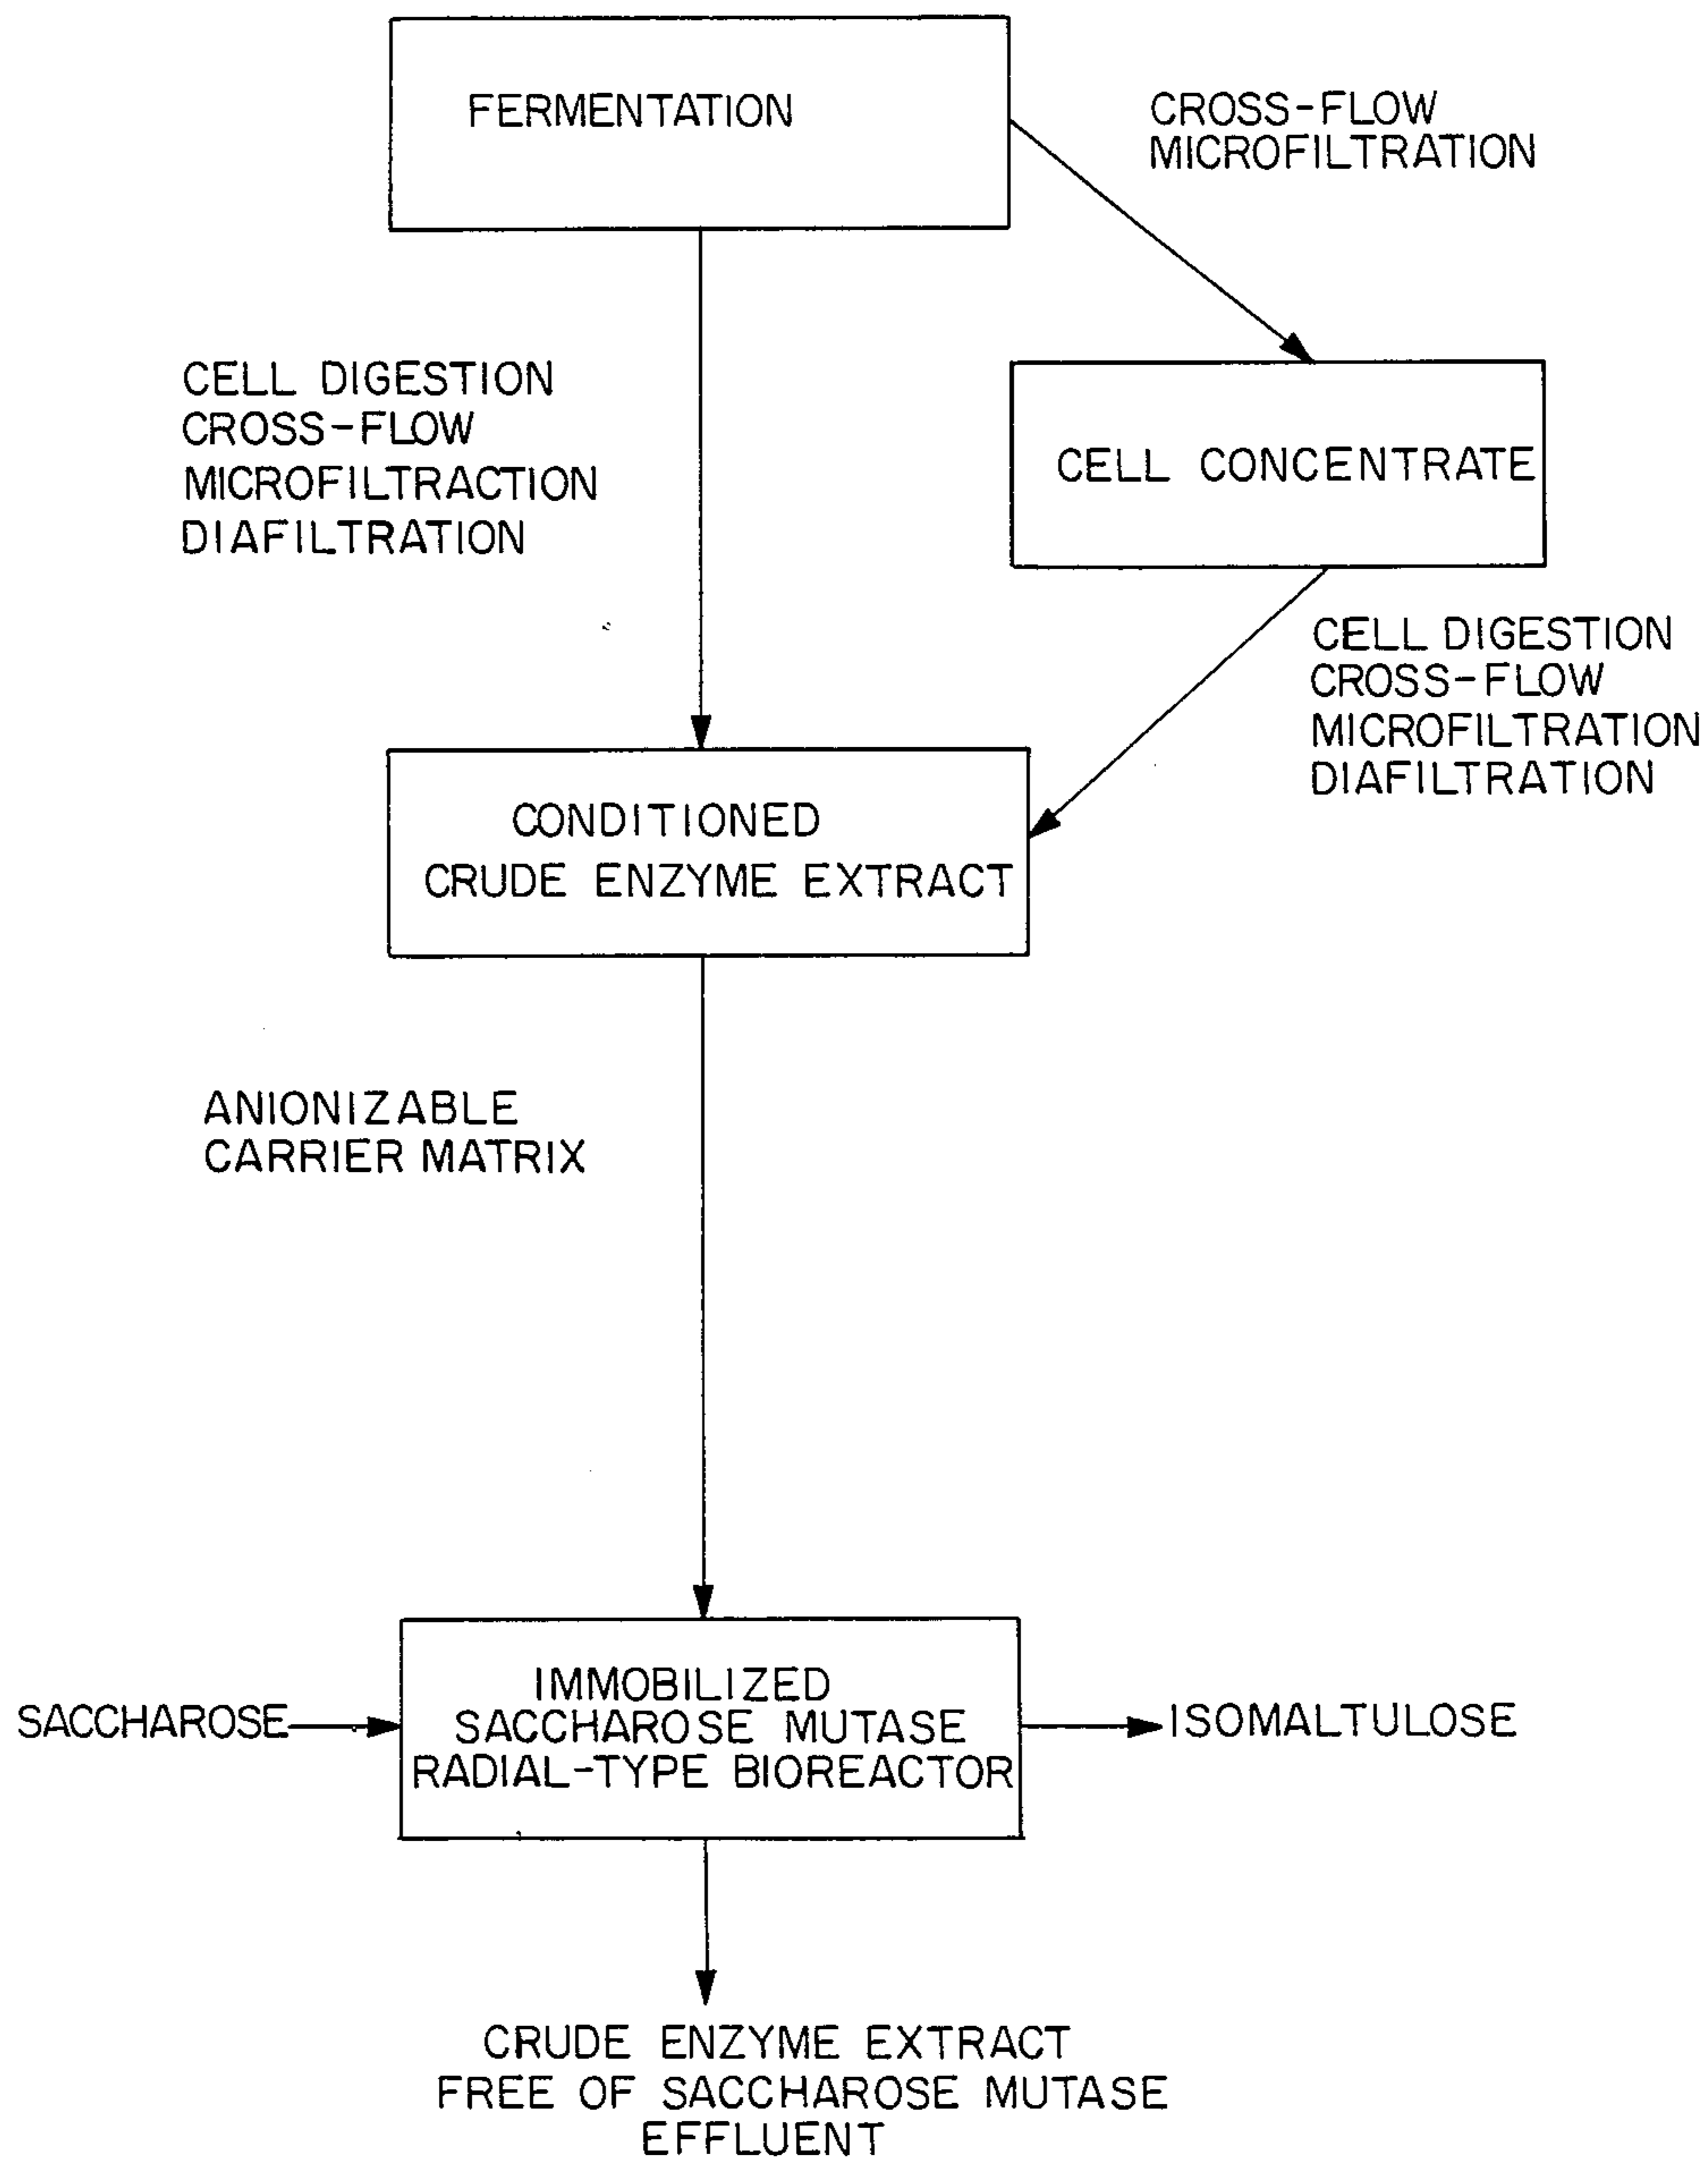 FERMENTATION
CROSS-FLOW
MICROFILTRATION
CELL DIGESTION
CROSS-FLOW
MICROFILTRACTION
DIAFILTRATION
CELL CONCENTRATE
CELL DIGESTION
CROSS-FLOW
MICROFILTRATION
DIAFILTRATION
CONDITIONED
CRUDE ENZYME EXTRACT
ANIONIZABLE
CARRIER MATRIX
SACCHAROSE
IMMOBILIZED
SACCHAROSE MUTASE
RADIAL-TYPE BIOREACTOR
ISOMALTULOSE
CRUDE ENZYME EXTRACT
FREE OF SACCHAROSE MUTASE
EFFLUENT